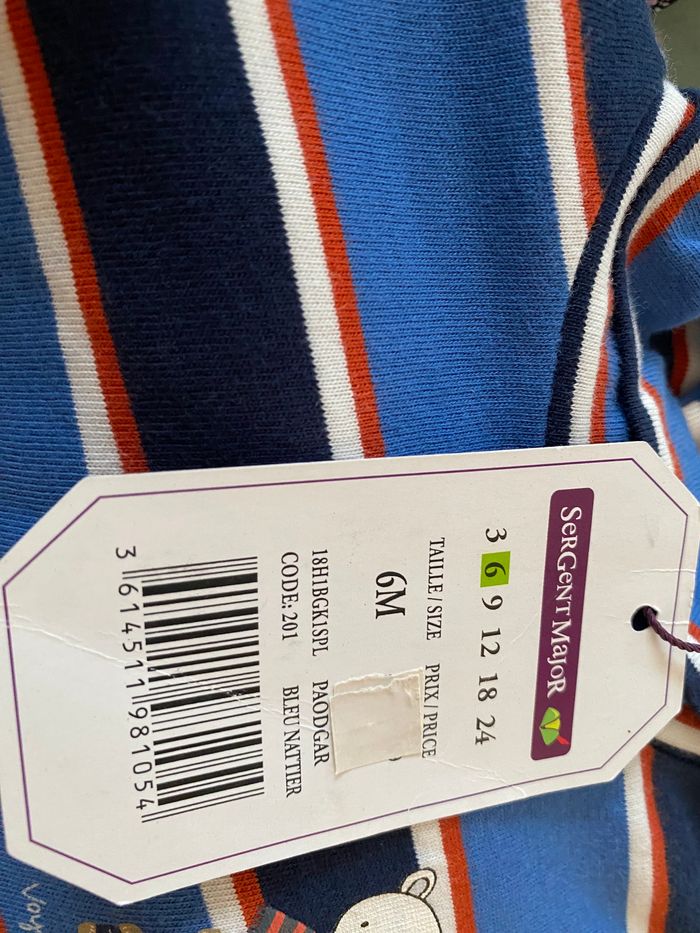 SeRGeNT MaJoR
3 6 9 12 18 24
TAILLE / SIZE PRIX / PRICE
6M
18H1BGK1SPL PAODGAR
CODE: 201 BLEU NATTIER
3 614511 981054